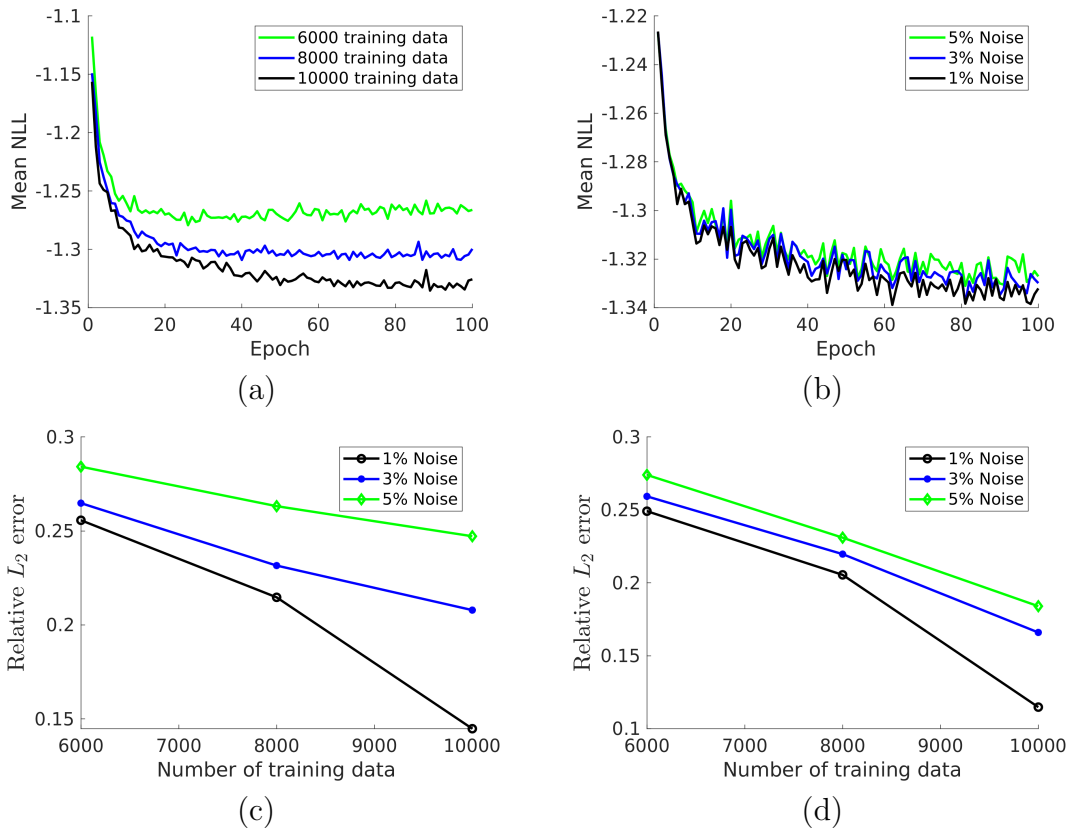 -1.1
-1.15
-1.2
-1.25
-1.3
-1.35
Mean NLL
0 20 40 60 80 100
Epoch
6000 training data
8000 training data
10000 training data
(a)
-1.22
-1.24
-1.26
-1.28
-1.3
-1.32
-1.34
Mean NLL
0 20 40 60 80 100
Epoch
5% Noise
3% Noise
1% Noise
(b)
0.3
0.25
0.2
0.15
Relative L₂ error
6000 7000 8000 9000 10000
Number of training data
1% Noise
3% Noise
5% Noise
(c)
0.3
0.25
0.2
0.15
0.1
Relative L₂ error
6000 7000 8000 9000 10000
Number of training data
1% Noise
3% Noise
5% Noise
(d)